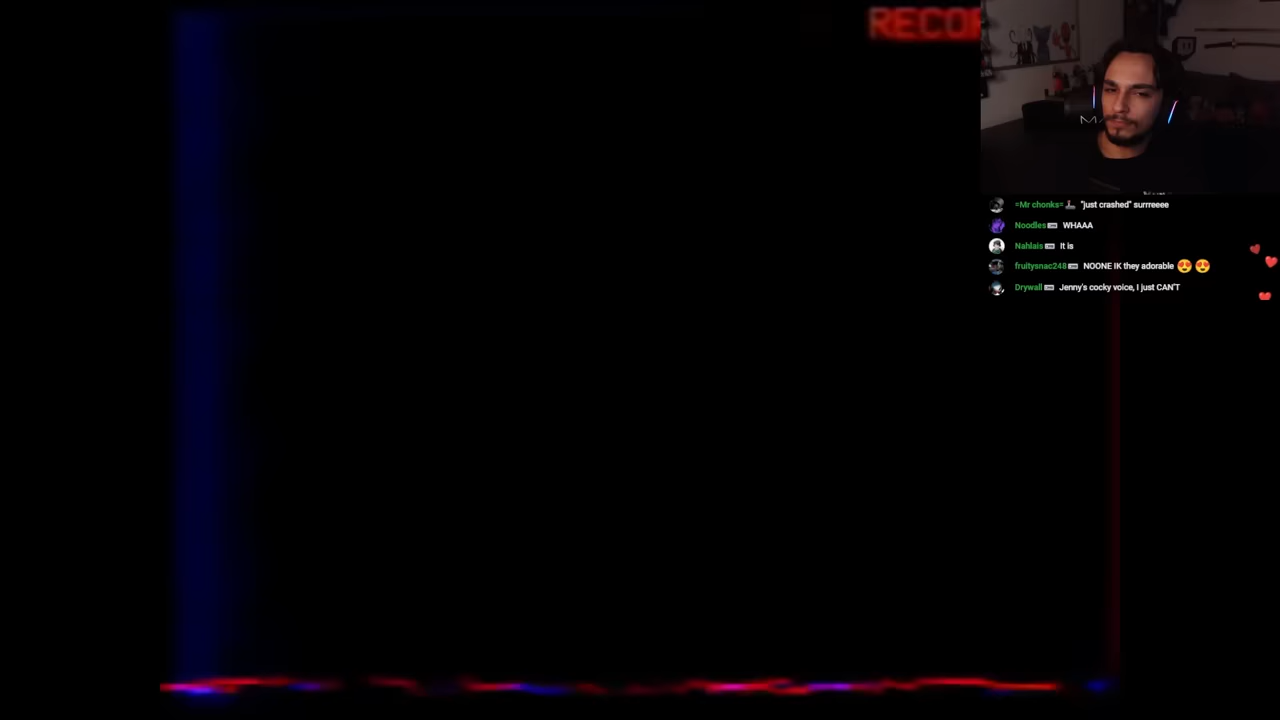 RECOR
=Mr chonks= "just crashed" surrreeee
Noodles WHAAA
Nahlais It is
fruitysnac248 NOONE IK they adorable 😍 😍
Drywall Jenny's cocky voice, I just CAN'T